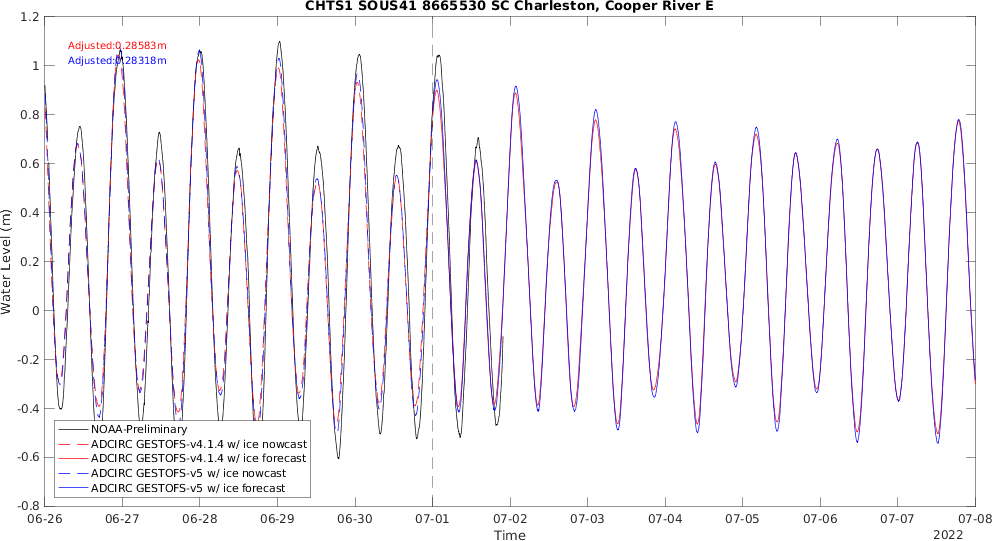 CHTS1 SOUS41 8665530 SC Charleston, Cooper River E
1.2
1
0.8
0.6
0.4
0.2
0
-0.2
-0.4
-0.6
-0.8
Water Level (m)
Adjusted:0.28583m
Adjusted:0.28318m
NOAA-Preliminary
ADCIRC GESTOFS-v4.1.4 w/ ice nowcast
ADCIRC GESTOFS-v4.1.4 w/ ice forecast
ADCIRC GESTOFS-v5 w/ ice nowcast
ADCIRC GESTOFS-v5 w/ ice forecast
06-26 06-27 06-28 06-29 06-30 07-01 07-02 07-03 07-04 07-05 07-06 07-07 07-08
Time
2022